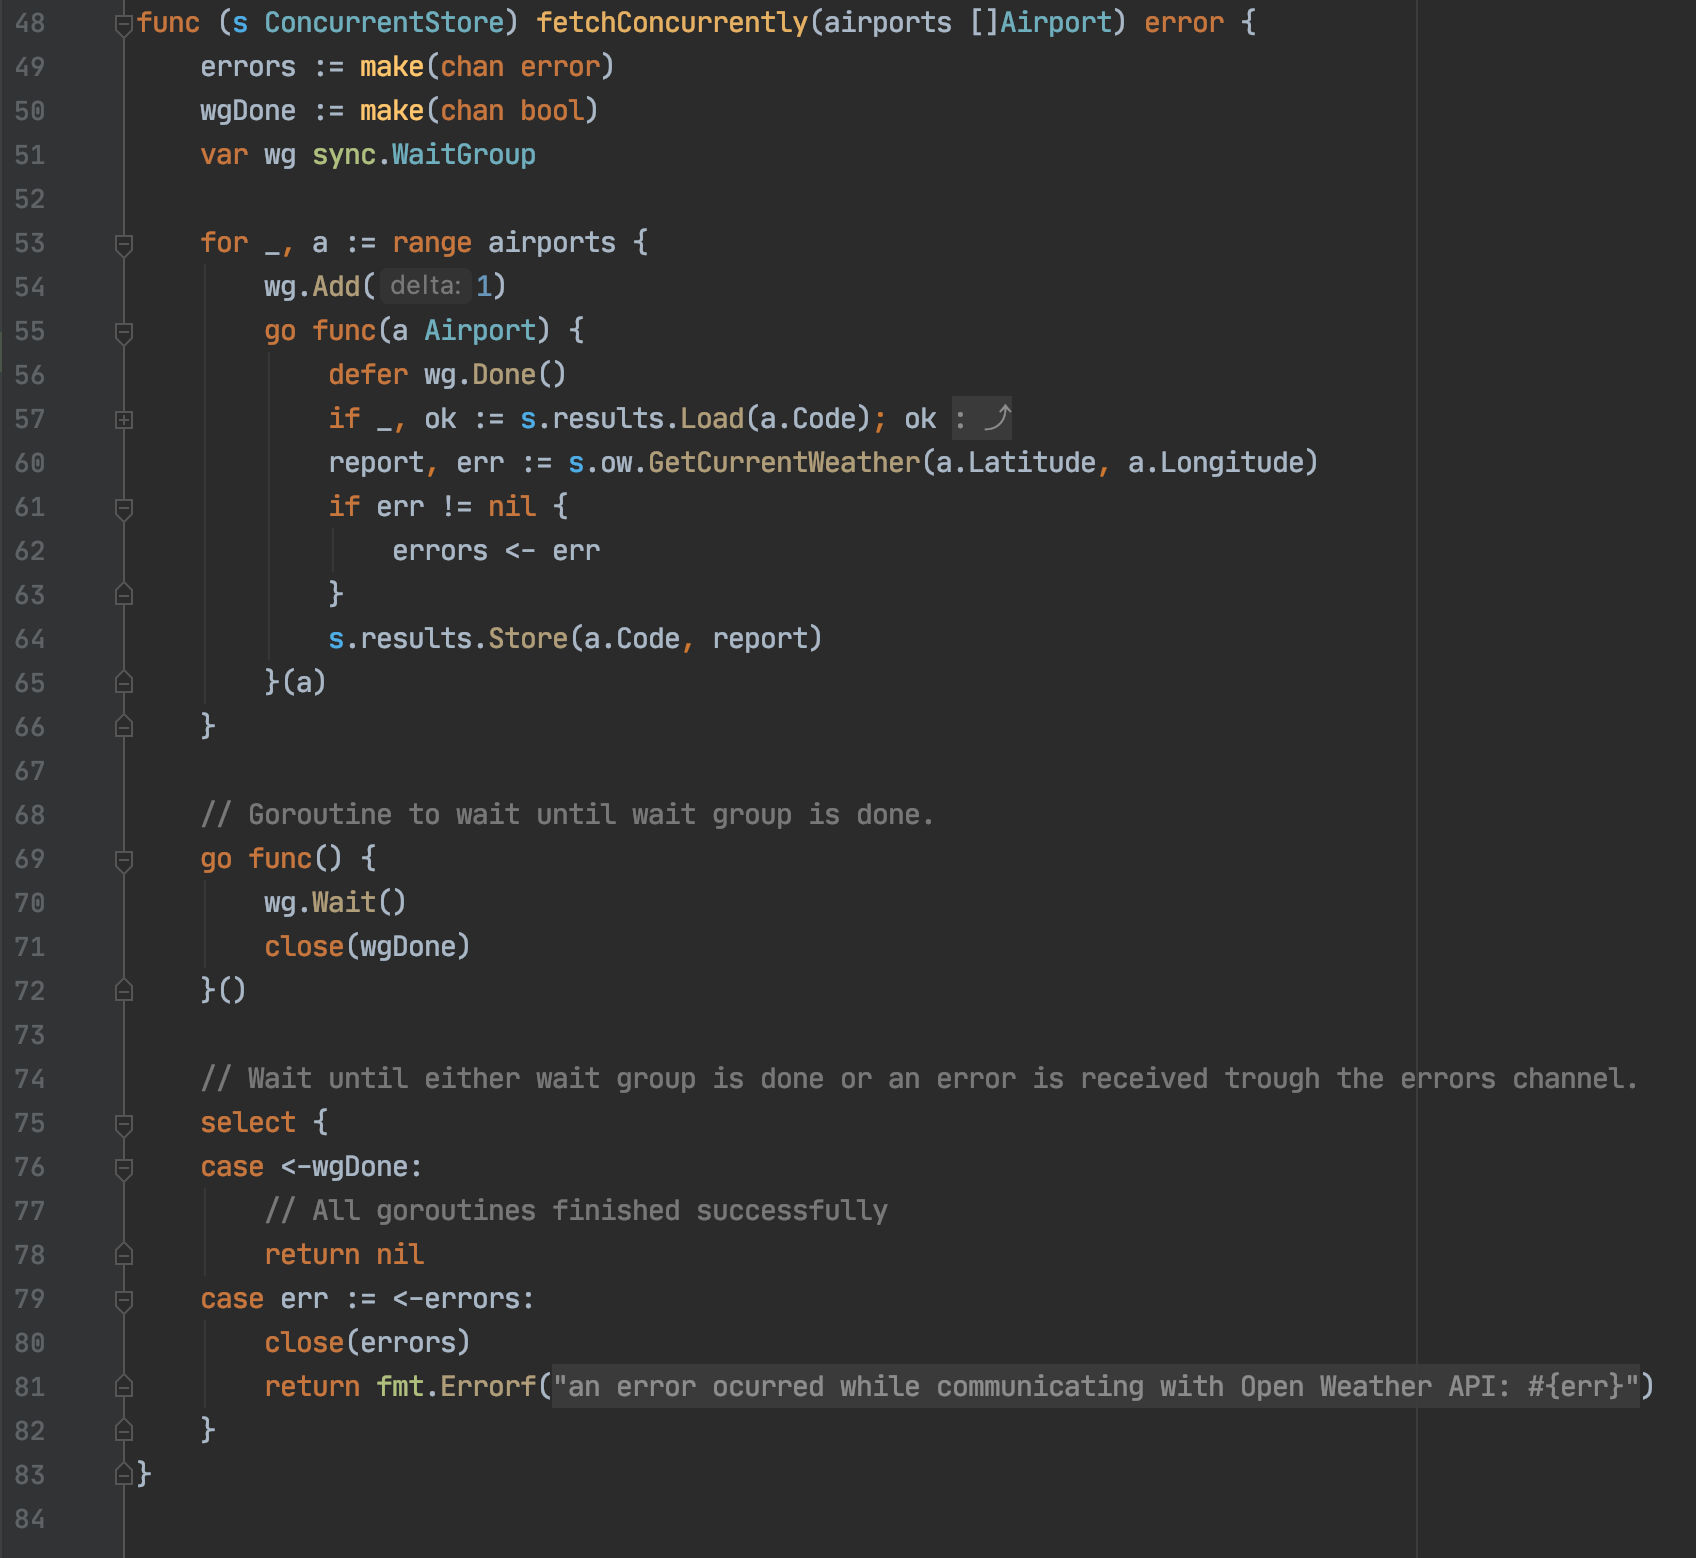 48 func (s ConcurrentStore) fetchConcurrently(airports []Airport) error {
49     errors := make(chan error)
50     wgDone := make(chan bool)
51     var wg sync.WaitGroup
52
53     for _, a := range airports {
54         wg.Add( delta: 1)
55         go func(a Airport) {
56             defer wg.Done()
57             if _, ok := s.results.Load(a.Code); ok : ⤴
60             report, err := s.ow.GetCurrentWeather(a.Latitude, a.Longitude)
61             if err != nil {
62                 errors <- err
63             }
64             s.results.Store(a.Code, report)
65         }(a)
66     }
67
68     // Goroutine to wait until wait group is done.
69     go func() {
70         wg.Wait()
71         close(wgDone)
72     }()
73
74     // Wait until either wait group is done or an error is received trough the errors channel.
75     select {
76     case <-wgDone:
77         // All goroutines finished successfully
78         return nil
79     case err := <-errors:
80         close(errors)
81         return fmt.Errorf("an error ocurred while communicating with Open Weather API: #{err}")
82     }
83 }
84